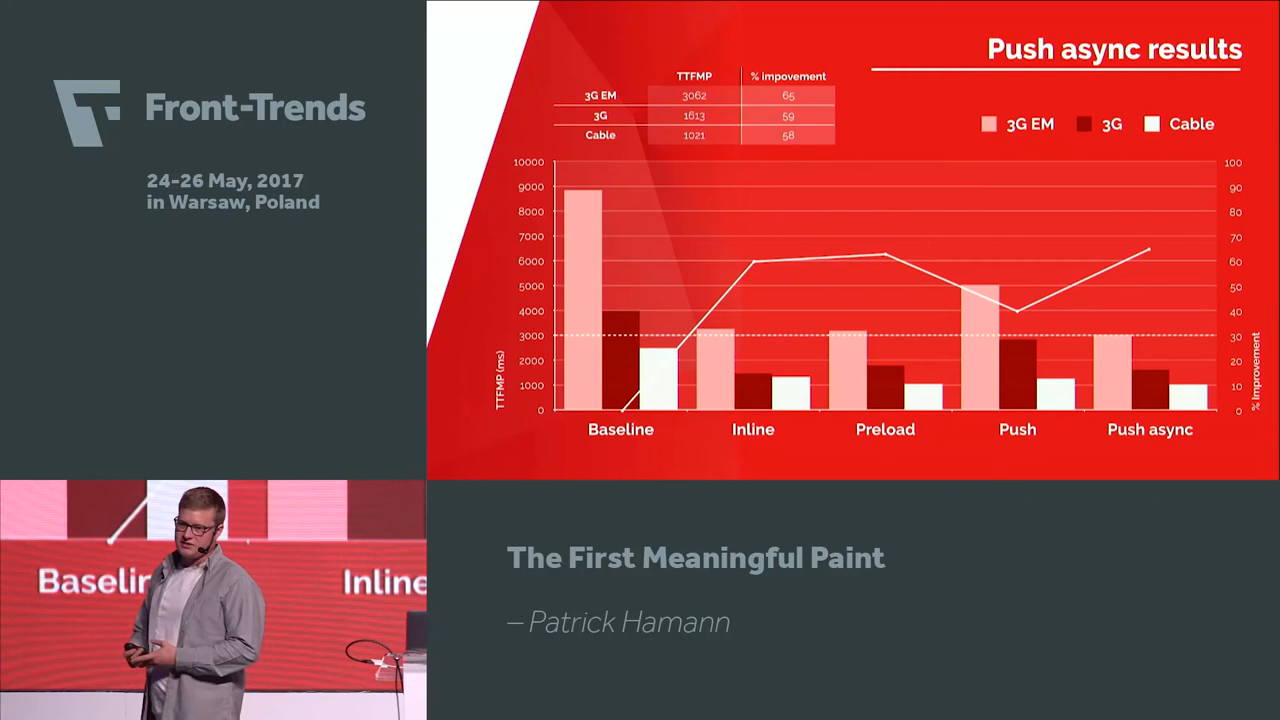 Front-Trends
24-26 May, 2017
in Warsaw, Poland
Push async results
TTFMP % impovement
3G EM 3062 65
3G 1613 59
Cable 1021 58
3G EM 3G Cable
10000
9000
8000
7000
6000
5000
4000
3000
2000
1000
0
TTFMP (ms)
100
90
80
70
60
50
40
30
20
10
0
% Improvement
Baseline Inline Preload Push Push async
Baselin Inline
The First Meaningful Paint
– Patrick Hamann